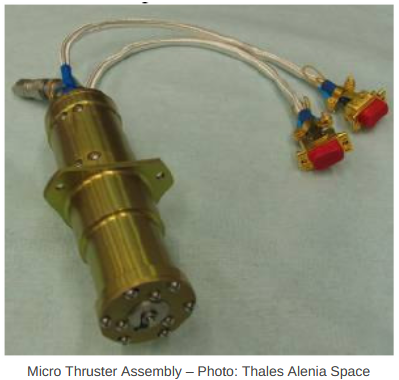 Micro Thruster Assembly – Photo: Thales Alenia Space